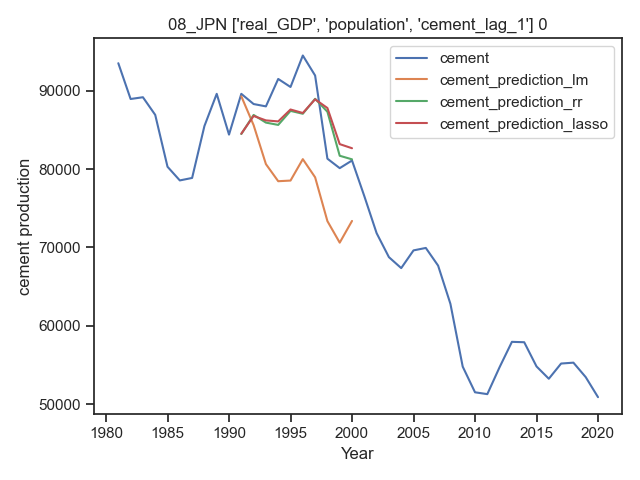 08_JPN ['real_GDP', 'population', 'cement_lag_1'] 0
cement
cement_prediction_lm
cement_prediction_rr
cement_prediction_lasso
90000
80000
70000
60000
50000
cement production
1980 1985 1990 1995 2000 2005 2010 2015 2020
Year